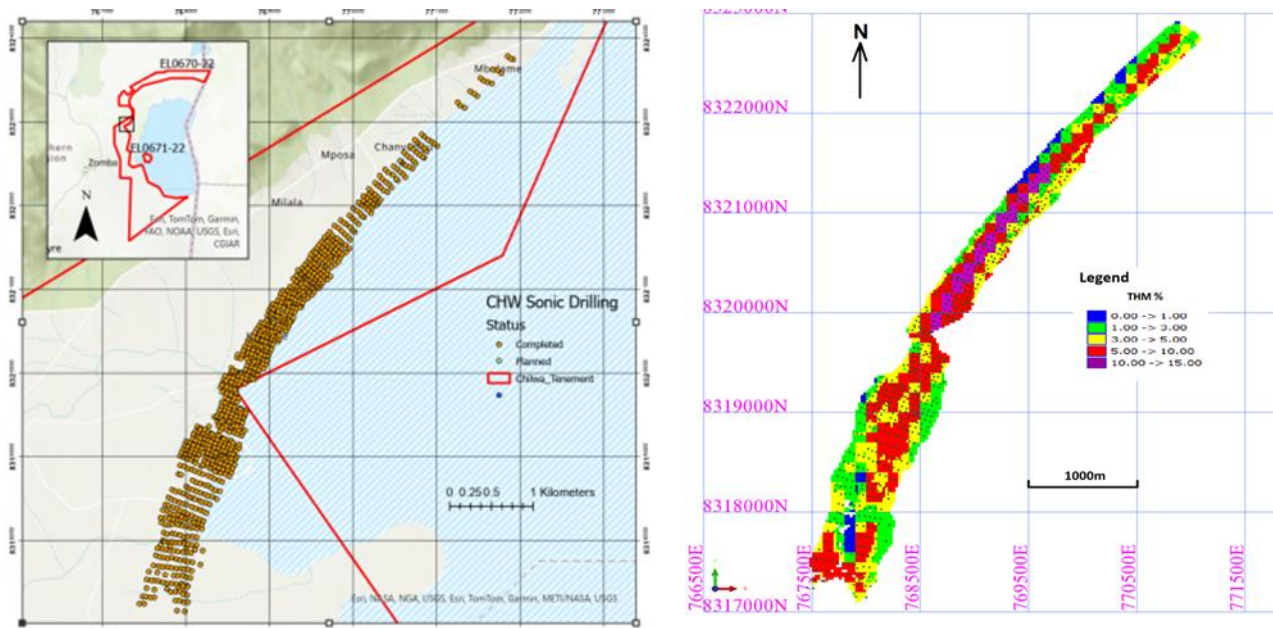 EL0670-22
EL0671-22
Zomba
N
Esri, TomTom, Garmin,
FAO, NOAA, USGS, Esri,
CGIAR
Mposa
Milala
CHW Sonic Drilling
Status
Completed
Planned
Chilwa_Tenement
0 0.25 0.5 1 Kilometers
Esri, NASA, NGA, USGS, Esri, TomTom, Garmin, METI/NASA, USGS
N
8322000N
8321000N
8320000N
8319000N
8318000N
8317000N
Legend
THM %
0.00 -> 1.00
1.00 -> 3.00
3.00 -> 5.00
5.00 -> 10.00
10.00 -> 15.00
1000m
766500E
767500E
768500E
769500E
770500E
771500E